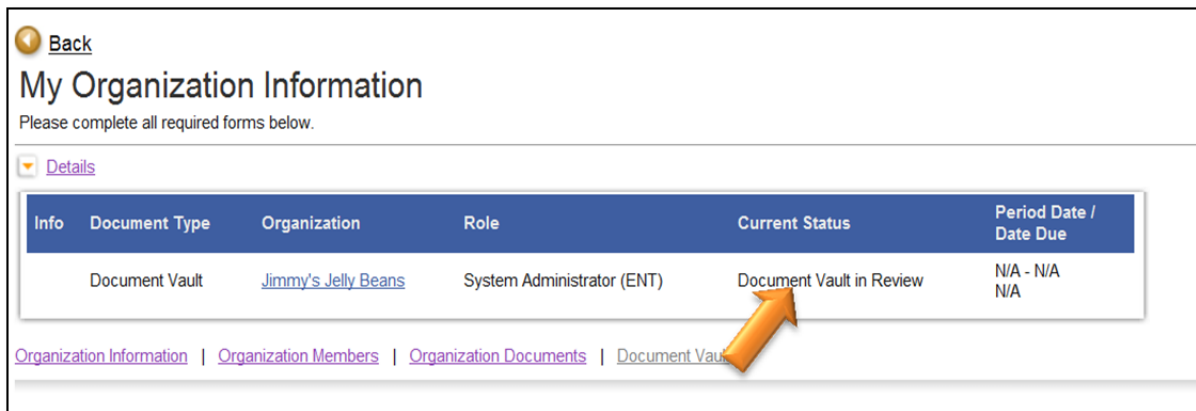 Back
My Organization Information
Please complete all required forms below.
Details
Info Document Type Organization Role Current Status Period Date / Date Due
Document Vault Jimmy's Jelly Beans System Administrator (ENT) Document Vault in Review N/A - N/A
N/A
Organization Information | Organization Members | Organization Documents | Document